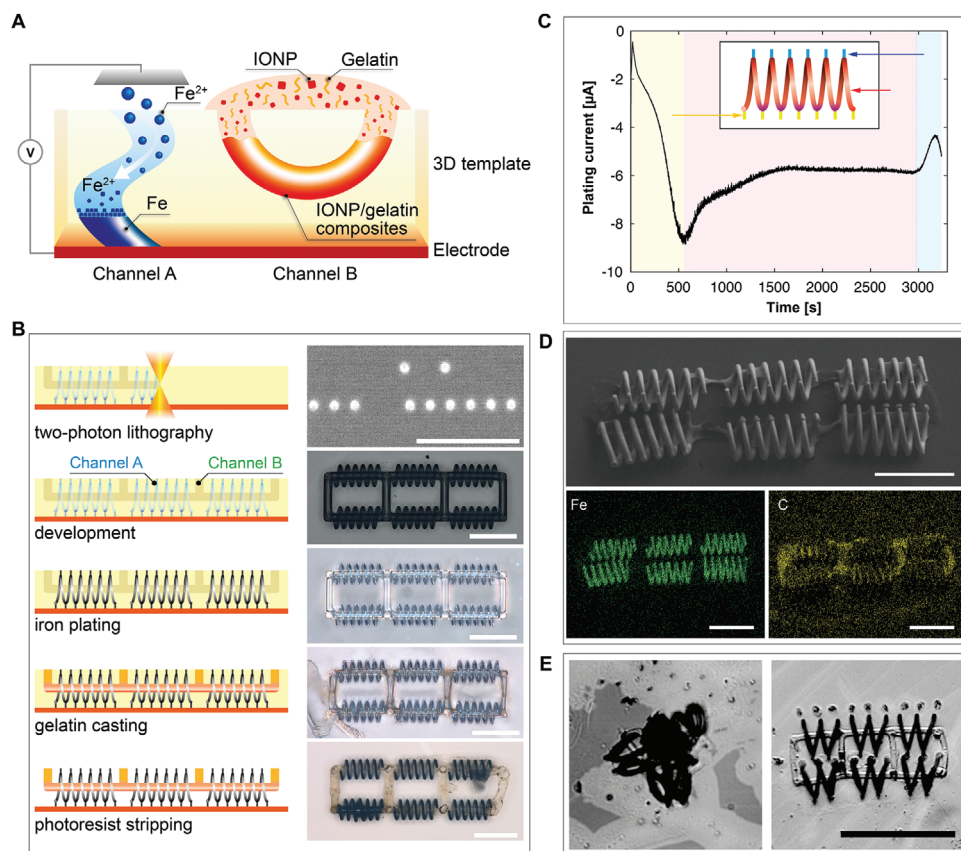 A
IONP
Gelatin
Fe²⁺
V
Fe²⁺
3D template
Fe
IONP/gelatin
composites
Electrode
Channel A
Channel B
B
two-photon lithography
Channel A
Channel B
development
iron plating
gelatin casting
photoresist stripping
C
Plating current [µA]
0
-2
-4
-6
-8
-10
0
500
1000
1500
2000
2500
3000
Time [s]
D
Fe
C
E